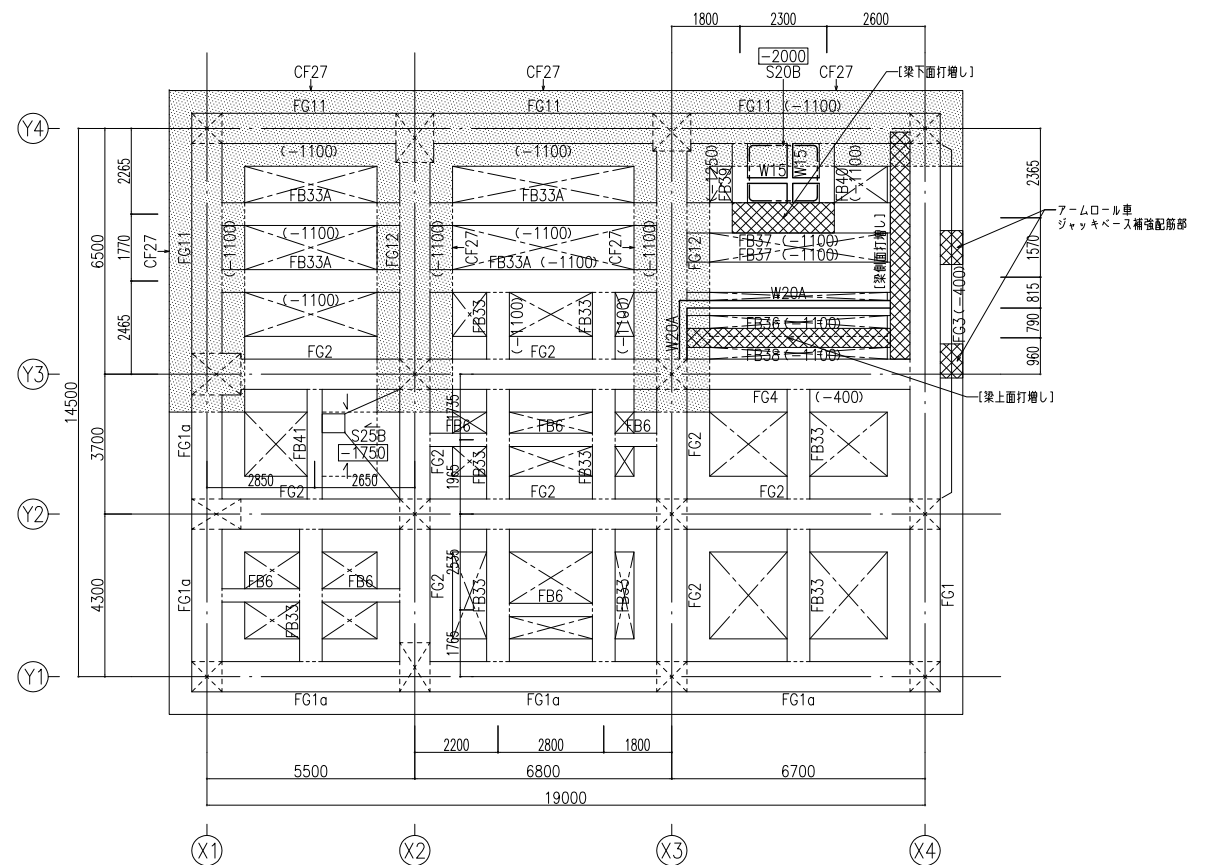 1800
2300
2600
-2000
CF27
CF27
S20B
CF27
[梁下面打増し]
FG11
FG11
FG11 (-1100)
Y4
(-1100)
(-1100)
(-1250)
FB39
W15
W15
FB40
(-1100)
2265
2365
FB33A
FB33A
アームロール車
ジャッキベース補強配筋部
6500
1770
CF27
FG11
(-1100)
(-1100)
FG12
(-1100)
CF27
(-1100)
CF27
(-1100)
FG12
FB37 (-1100)
FB37 (-1100)
[梁側面打増し]
1570
FB33A
FB33A (-1100)
(-1100)
W20A
815
2465
FB33
(-1100)
FB33
(-1100)
W20A
FB36 (-1100)
FG3 (-400)
790
FG2
FG2
FB38 (-1100)
960
Y3
14500
FG4
(-400)
[梁上面打増し]
FG1a
FB41
S25B
-1750
1735
FB6
FB6
FB6
FG2
3700
FG2
1965
FB33
FB33
FB33
2850
2650
FG2
FG2
FG2
Y2
4300
FG1a
FB6
FB6
FB33
FG2
2535
FB33
FB6
FB33
FG2
FB33
FG1
1765
Y1
FG1a
FG1a
FG1a
2200
2800
1800
5500
6800
6700
19000
X1
X2
X3
X4